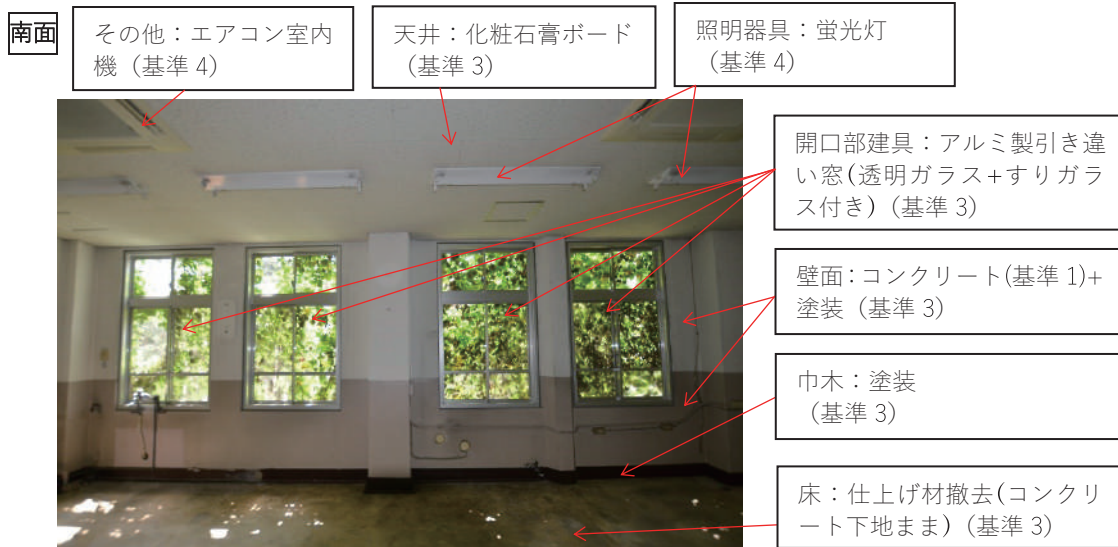 南面
その他：エアコン室内
機（基準 4）
天井：化粧石膏ボード
（基準 3）
照明器具：蛍光灯
（基準 4）
開口部建具：アルミ製引き違
い窓(透明ガラス+すりガラ
ス付き)（基準 3）
壁面：コンクリート(基準 1)+
塗装（基準 3）
巾木：塗装
（基準 3）
床：仕上げ材撤去(コンクリ
ート下地まま)（基準 3）